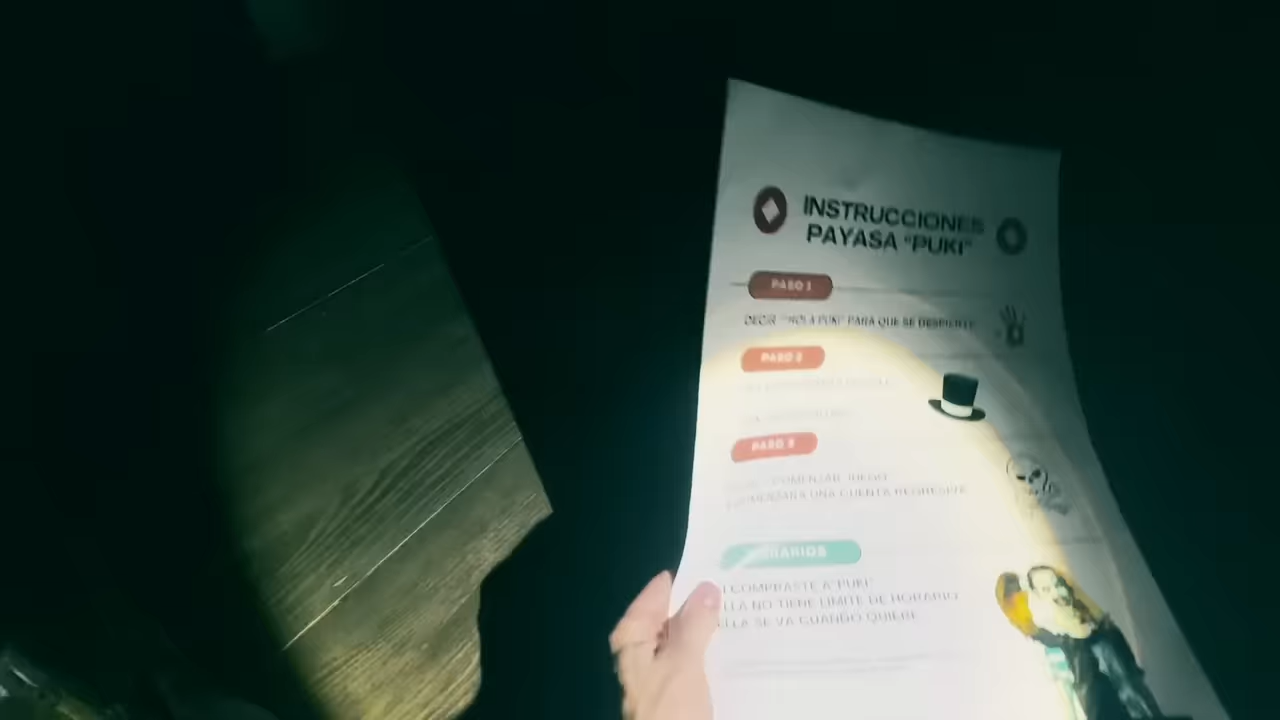 INSTRUCCIONES
PAYASA "PUKI"
PASO 1
DECIR "HOLA PUKI" PARA QUE SE DESPIERTE
PASO 2
PASO 3
COMENZAR JUEGO
UNA CUENTA REGRESIVA
HORARIOS
COMPRASTE A "PUKI"
ELLA NO TIENE LIMITE DE HORARIO
ELLA SE VA CUANDO QUIERE